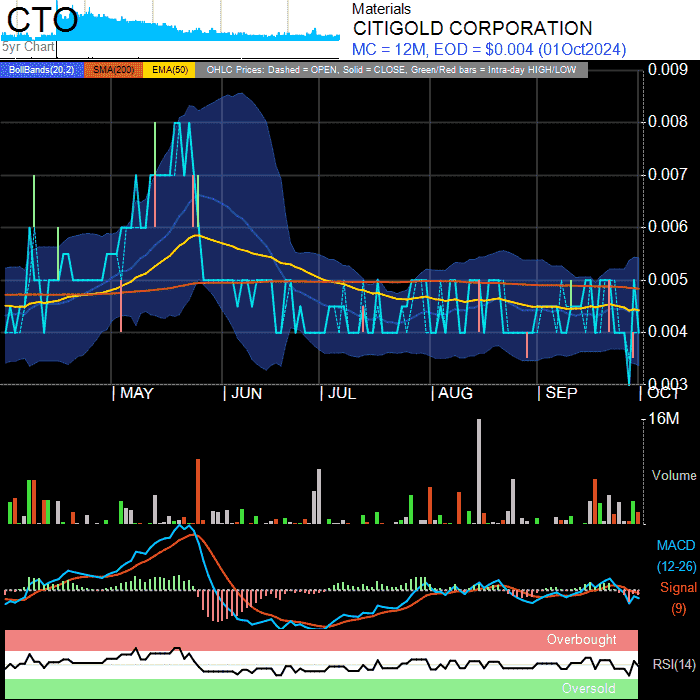 CTO
5yr Chart
Materials
CITIGOLD CORPORATION
MC = 12M, EOD = $0.004 (01Oct2024)
BollBands(20,2) SMA(200) EMA(50) OHLC Prices: Dashed = OPEN, Solid = CLOSE, Green/Red bars = Intra-day HIGH/LOW
0.009
0.008
0.007
0.006
0.005
0.004
0.003
MAY JUN JUL AUG SEP OCT
16M
Volume
MACD
(12-26)
Signal
(9)
Overbought
RSI(14)
Oversold